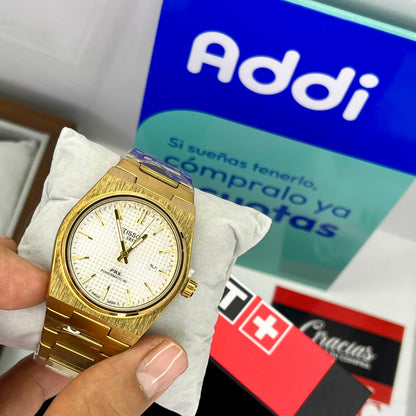 Addi
Si sueñas tenerlo,
cómpralo ya
cuotas
TISSOT
PRX
T+
Gracias